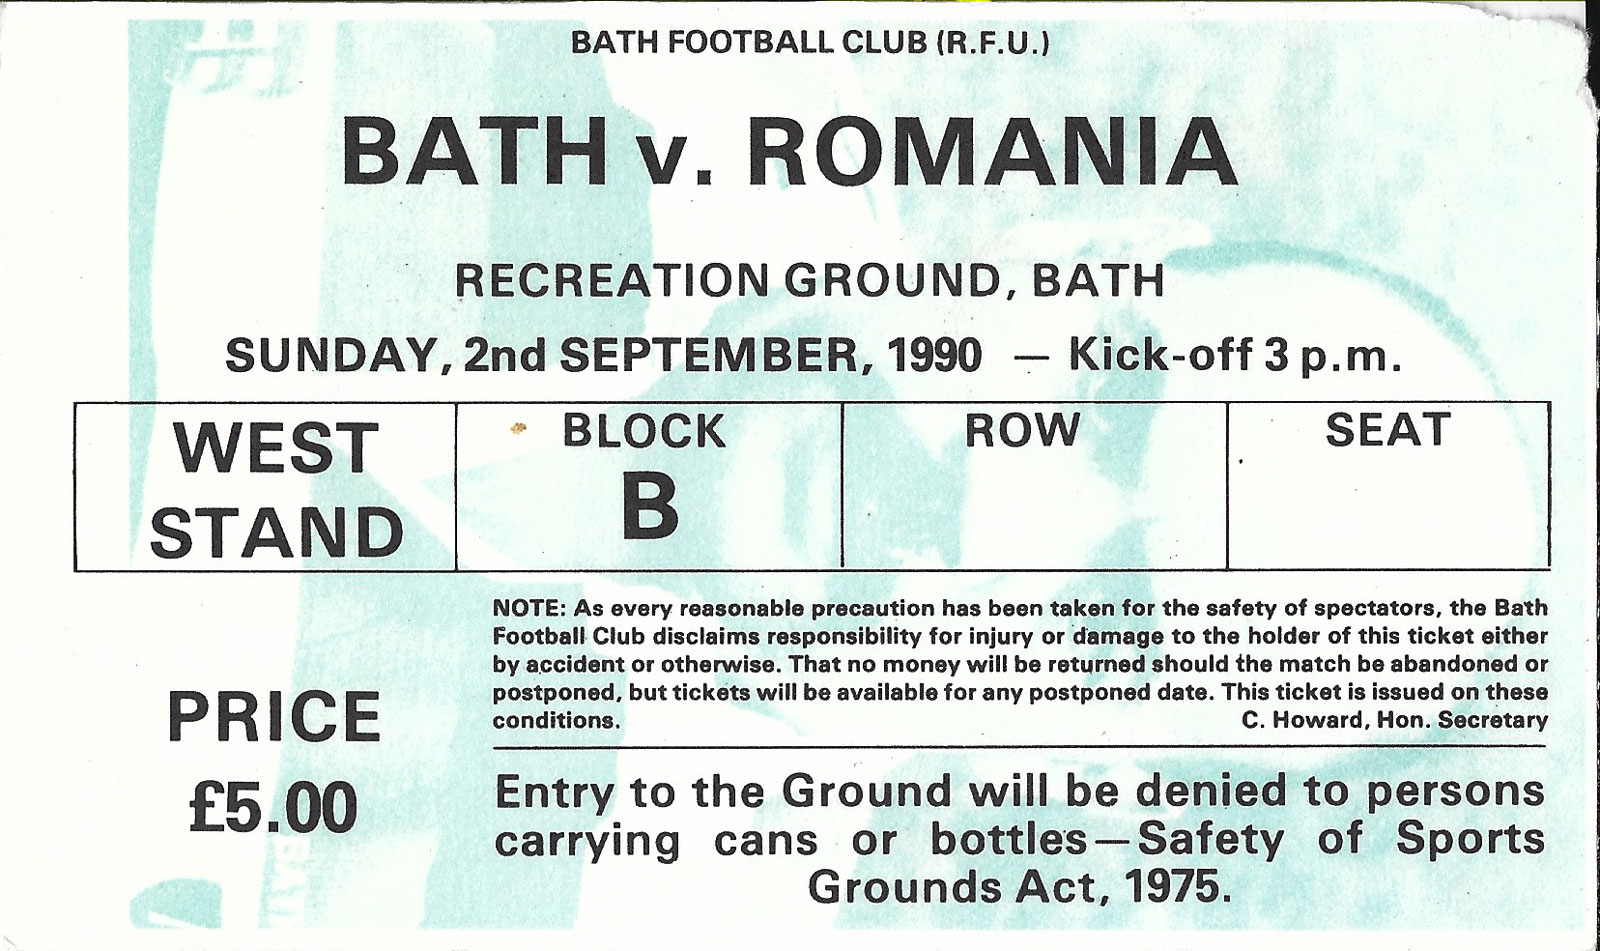 BATH FOOTBALL CLUB (R.F.U.)
BATH v. ROMANIA
RECREATION GROUND, BATH
SUNDAY, 2nd SEPTEMBER, 1990 — Kick-off 3 p.m.
WEST
STAND
BLOCK
B
ROW
SEAT
PRICE
£5.00
NOTE: As every reasonable precaution has been taken for the safety of spectators, the Bath
Football Club disclaims responsibility for injury or damage to the holder of this ticket either
by accident or otherwise. That no money will be returned should the match be abandoned or
postponed, but tickets will be available for any postponed date. This ticket is issued on these
conditions. C. Howard, Hon. Secretary
Entry to the Ground will be denied to persons
carrying cans or bottles—Safety of Sports
Grounds Act, 1975.
BATH